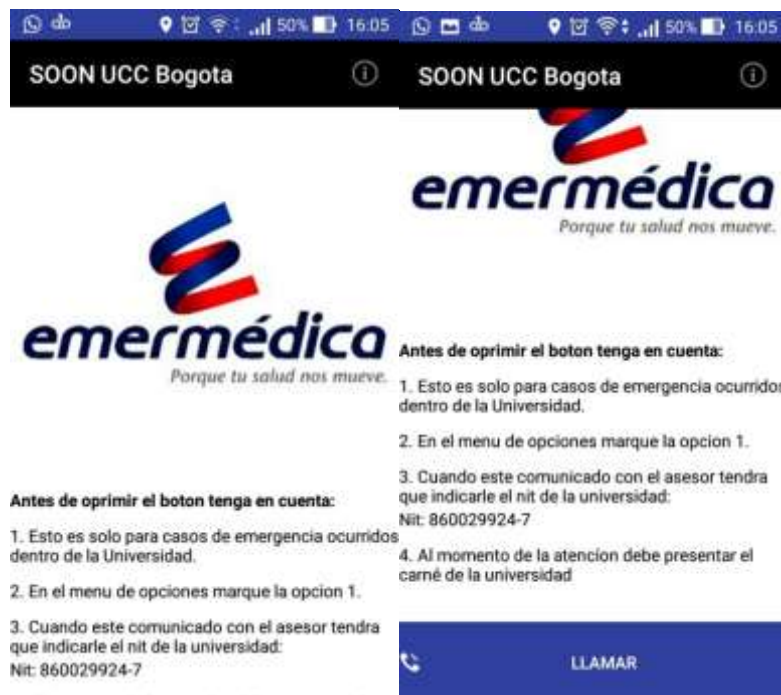 50% 16:05
SOON UCC Bogota
emermédica
Porque tu salud nos mueve.
Antes de oprimir el boton tenga en cuenta:
1. Esto es solo para casos de emergencia ocurridos
dentro de la Universidad.
2. En el menu de opciones marque la opcion 1.
3. Cuando este comunicado con el asesor tendra
que indicarle el nit de la universidad:
Nit: 860029924-7
50% 16:05
SOON UCC Bogota
emermédica
Porque tu salud nos mueve.
Antes de oprimir el boton tenga en cuenta:
1. Esto es solo para casos de emergencia ocurridos
dentro de la Universidad.
2. En el menu de opciones marque la opcion 1.
3. Cuando este comunicado con el asesor tendra
que indicarle el nit de la universidad:
Nit: 860029924-7
4. Al momento de la atencion debe presentar el
carné de la universidad
LLAMAR